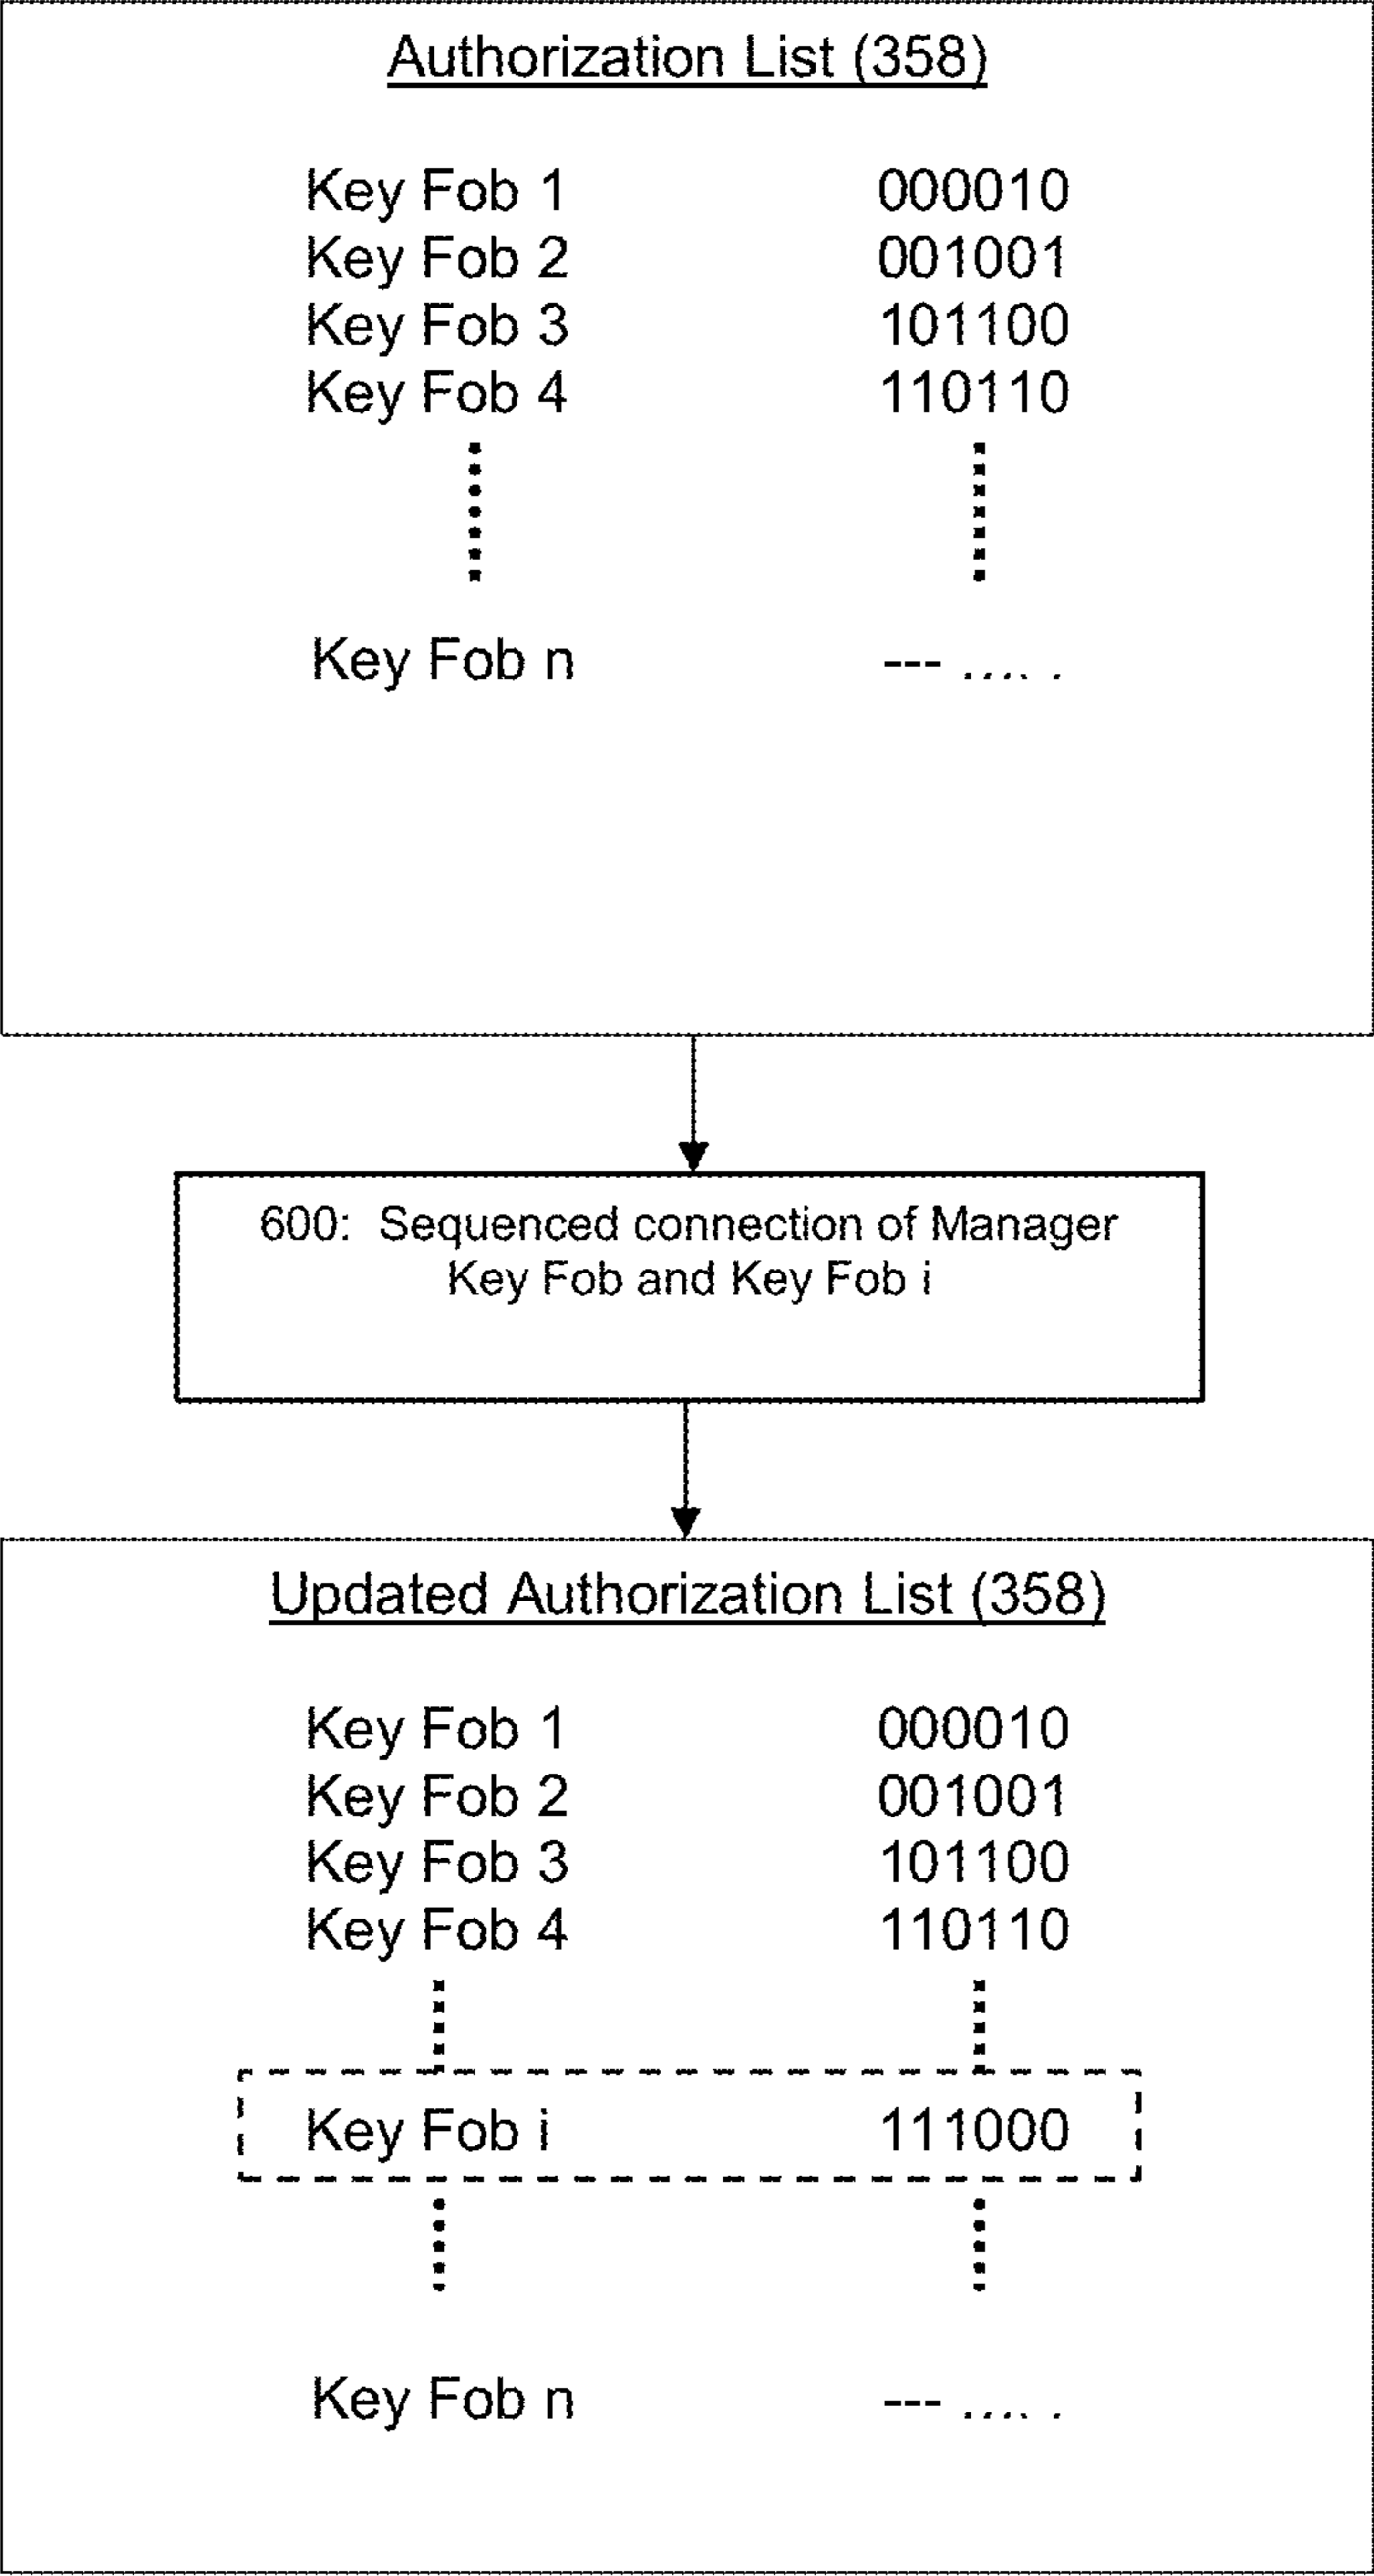 Authorization List (358)
Key Fob 1 000010
Key Fob 2 001001
Key Fob 3 101100
Key Fob 4 110110
Key Fob n ---
600: Sequenced connection of Manager
Key Fob and Key Fob i
Updated Authorization List (358)
Key Fob 1 000010
Key Fob 2 001001
Key Fob 3 101100
Key Fob 4 110110
Key Fob i 111000
Key Fob n ---